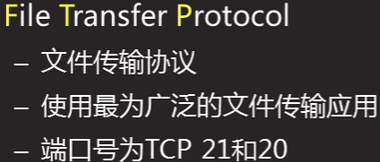 File Transfer Protocol
– 文件传输协议
– 使用最为广泛的文件传输应用
– 端口号为TCP 21和20